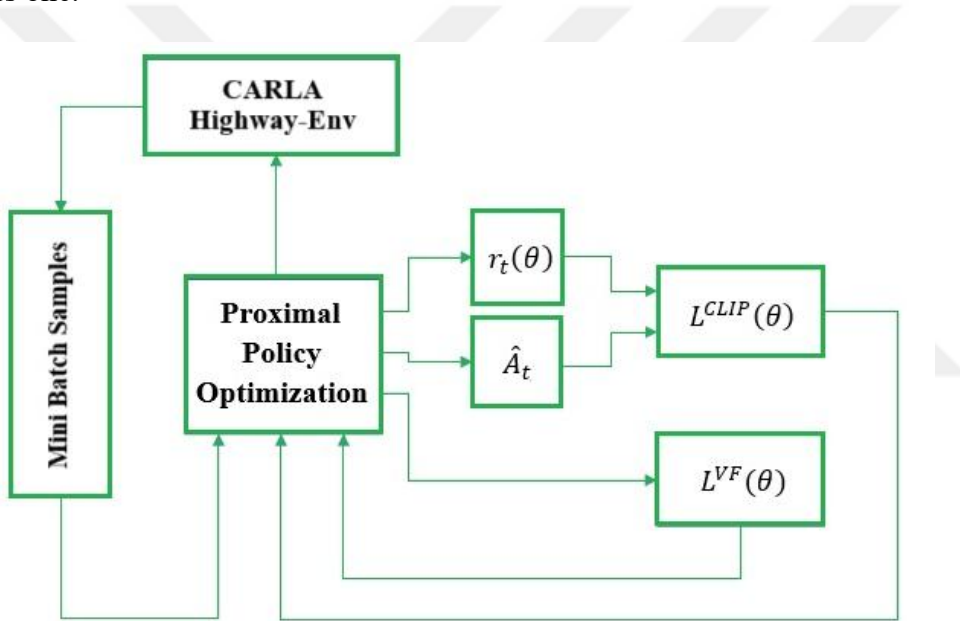 CARLA
Highway-Env
Mini Batch Samples
Proximal
Policy
Optimization
r_t(θ)
Â_t
L^{CLIP}(θ)
L^{VF}(θ)